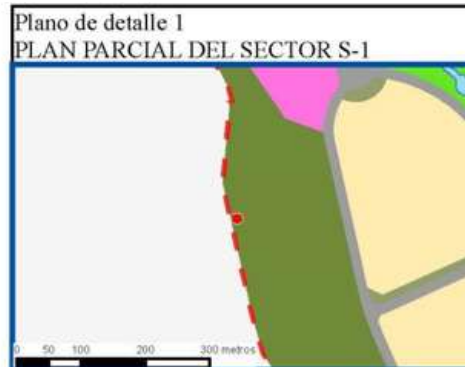 Plano de detalle 1
PLAN PARCIAL DEL SECTOR S-1
0 50 100 200 300 metros